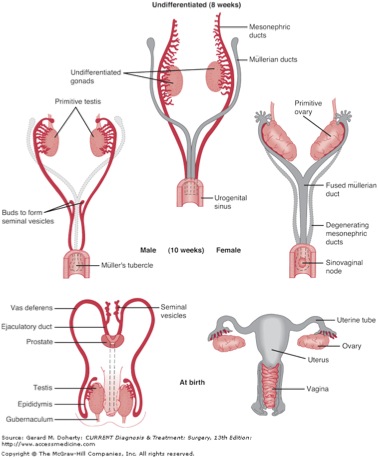 Undifferentiated (8 weeks)
Mesonephric
ducts
Müllerian ducts
Undifferentiated
gonads
Primitive testis
Primitive
ovary
Urogenital
sinus
Fused müllerian
duct
Buds to form
seminal vesicles
Degenerating
mesonephric
ducts
Male (10 weeks) Female
Müller's tubercle
Sinovaginal
node
Vas deferens
Seminal
vesicles
Ejaculatory duct
Prostate
Uterine tube
Ovary
Uterus
At birth
Testis
Vagina
Epididymis
Gubernaculum
Source: Gerard M. Doherty: CURRENT Diagnosis & Treatment: Surgery, 13th Edition:
http://www.accessmedicine.com
Copyright © The McGraw-Hill Companies, Inc. All rights reserved.